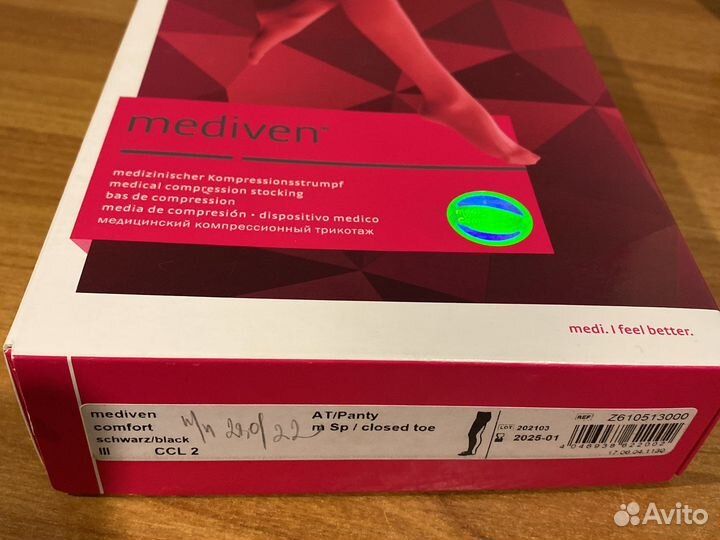 mediven®
medizinischer Kompressionsstrumpf
medical compression stocking
bas de compression
media de compresión • dispositivo medico
медицинский компрессионный трикотаж
medi. I feel better.
mediven
comfort
schwarz/black
III CCL 2
AT/Panty
m Sp / closed toe
LOT 202103
2025-01
REF Z610513000
Avito